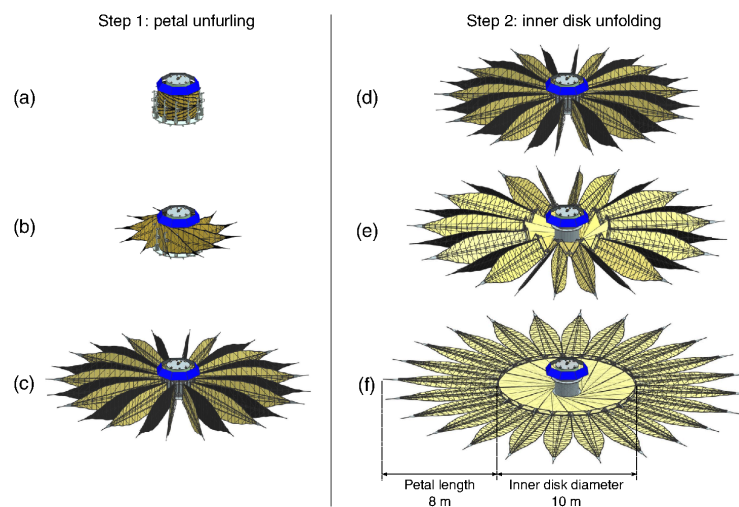 Step 1: petal unfurling
Step 2: inner disk unfolding
(a)
(b)
(c)
(d)
(e)
(f)
Petal length
8 m
Inner disk diameter
10 m